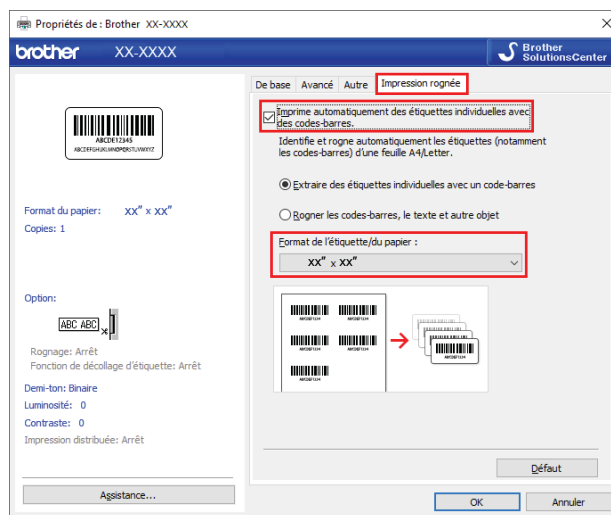 Propriétés de : Brother XX-XXXX
brother XX-XXXX
Brother
SolutionsCenter
ABCDE12345
ABCDEFGHIJKLMNOPQRSTUVWXYZ
Format du papier: XX" x XX"
Copies: 1
Option:
ABC ABC
Rognage: Arrêt
Fonction de décollage d'étiquette: Arrêt
Demi-ton: Binaire
Luminosité: 0
Contraste: 0
Impression distribuée: Arrêt
Assistance...
De base Avancé Autre Impression rognée
Imprime automatiquement des étiquettes individuelles avec
des codes-barres.
Identifie et rogne automatiquement les étiquettes (notamment
les codes-barres) d'une feuille A4/Letter.
Extraire des étiquettes individuelles avec un code-barres
Rogner les codes-barres, le texte et autre objet
Format de l'étiquette/du papier :
XX" x XX"
Défaut
OK Annuler